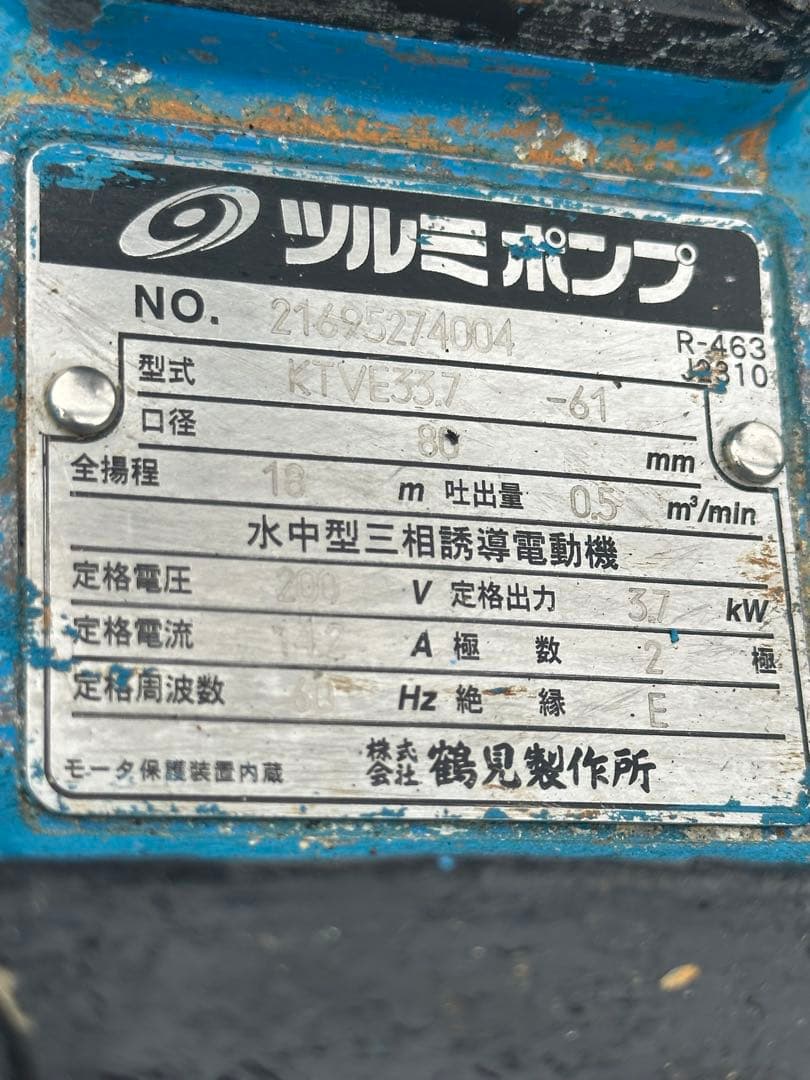 ツルミポンプ
NO. 21695274004
R-463
J2310
型式 KTVE33.7 -61
口径 80 mm
全揚程 18 m 吐出量 0.5 m³/min
水中型三相誘導電動機
定格電圧 200 V 定格出力 3.7 kW
定格電流 A 極数 2 極
定格周波数 60 Hz 絶縁 E
モータ保護装置内蔵 株式会社 鶴見製作所